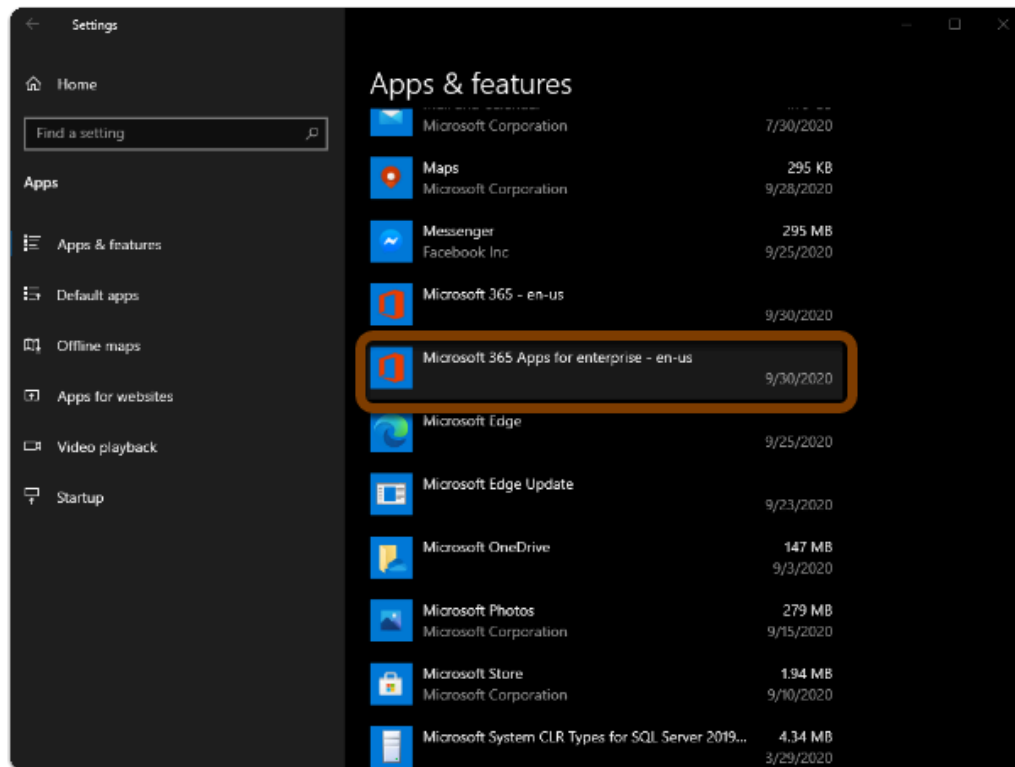 Settings
Home
Find a setting
Apps
Apps & features
Default apps
Offline maps
Apps for websites
Video playback
Startup
Apps & features
Microsoft Corporation 7/30/2020
Maps 295 KB
Microsoft Corporation 9/28/2020
Messenger 295 MB
Facebook Inc 9/25/2020
Microsoft 365 - en-us
9/30/2020
Microsoft 365 Apps for enterprise - en-us
9/30/2020
Microsoft Edge
9/25/2020
Microsoft Edge Update
9/23/2020
Microsoft OneDrive 147 MB
9/3/2020
Microsoft Photos 279 MB
Microsoft Corporation 9/15/2020
Microsoft Store 1.94 MB
Microsoft Corporation 9/10/2020
Microsoft System CLR Types for SQL Server 2019... 4.34 MB
3/29/2020